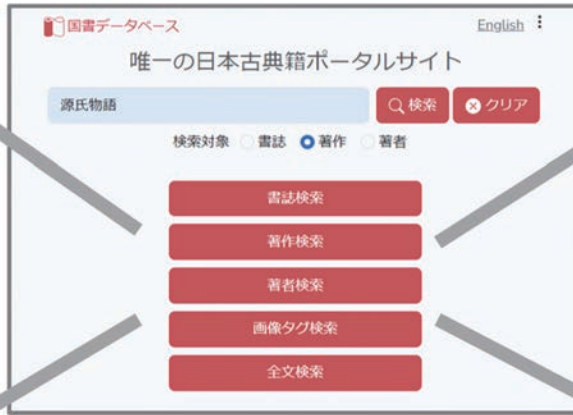 国書データベース
English
唯一の日本古典籍ポータルサイト
源氏物語
検索
クリア
検索対象 書誌 著作 著者
書誌検索
著作検索
著者検索
画像タグ検索
全文検索